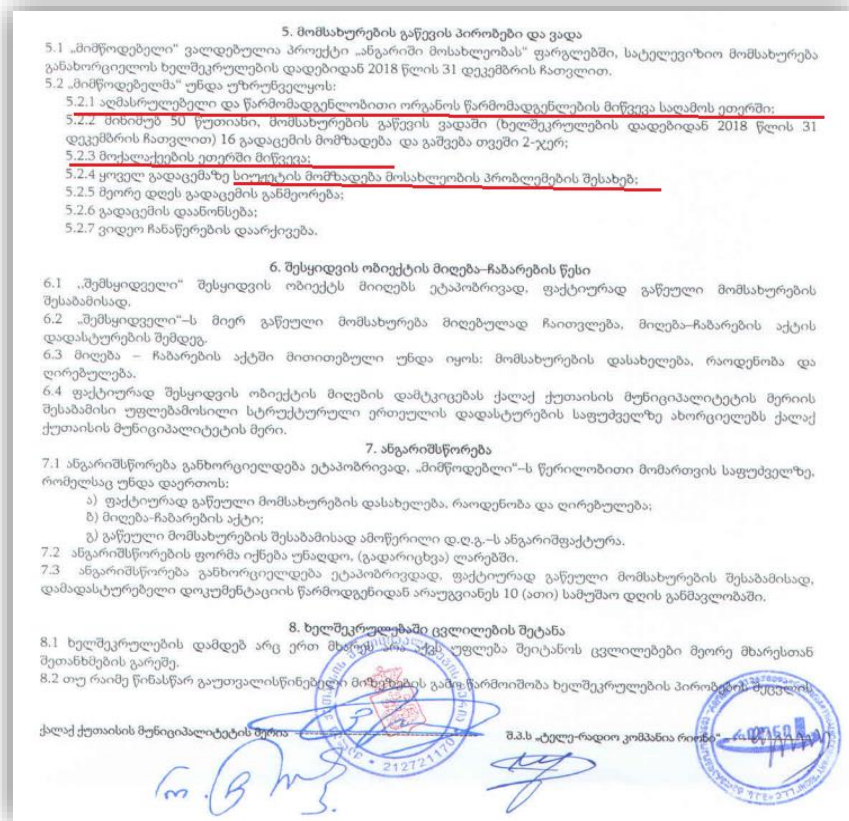 5. მომსახურების გაწევის პირობები და ვადა
5.1 „მიმწოდებელი“ ვალდებულია პროექტი „ანგარიში მოსახლეობას“ ფარგლებში, სატელევიზიო მომსახურება
განახორციელოს ხელშეკრულების დადებიდან 2018 წლის 31 დეკემბრის ჩათვლით.
5.2 „მიმწოდებელმა“ უნდა უზრუნველყოს:
5.2.1 აღმასრულებელი და წარმომადგენლობითი ორგანოს წარმომადგენლების მიწვევა საღამოს ეთერში;
5.2.2 მინიმუმ 50 წუთიანი, მომსახურების გაწევის ვადაში (ხელშეკრულების დადებიდან 2018 წლის 31
დეკემბრის ჩათვლით) 16 გადაცემის მომზადება და გაშვება თვეში 2-ჯერ;
5.2.3 მოქალაქეების ეთერში მიწვევა;
5.2.4 ყოველ გადაცემაზე სიუჟეტის მომზადება მოსახლეობის პრობლემების შესახებ;
5.2.5 მეორე დღეს გადაცემის განმეორება;
5.2.6 გადაცემის დაანონსება;
5.2.7 ვიდეო ჩანაწერების დაარქივება.
6. შესყიდვის ობიექტის მიღება–ჩაბარების წესი
6.1 „შემსყიდველი“ შესყიდვის ობიექტს მიიღებს ეტაპობრივად, ფაქტიურად გაწეული მომსახურების
შესაბამისად.
6.2 „შემსყიდველი“–ს მიერ გაწეული მომსახურება მიღებულად ჩაითვლება, მიღება–ჩაბარების აქტის
დადასტურების შემდეგ.
6.3 მიღება – ჩაბარების აქტში მითითებული უნდა იყოს: მომსახურების დასახელება, რაოდენობა და
ღირებულება.
6.4 ფაქტიურად შესყიდვის ობიექტის მიღების დამტკიცებას ქალაქ ქუთაისის მუნიციპალიტეტის მერიის
შესაბამისი უფლებამოსილი სტრუქტურული ერთეულის დადასტურების საფუძველზე ახორციელებს ქალაქ
ქუთაისის მუნიციპალიტეტის მერი.
7. ანგარიშსწორება
7.1 ანგარიშსწორება განხორციელდება ეტაპობრივად, „მიმწოდებლი“–ს წერილობითი მომართვის საფუძველზე,
რომელსაც უნდა დაერთოს:
ა) ფაქტიურად გაწეული მომსახურების დასახელება, რაოდენობა და ღირებულება;
ბ) მიღება-ჩაბარების აქტი;
გ) გაწეული მომსახურების შესაბამისად ამოწერილი დ.ღ.გ.–ს ანგარიშფაქტურა.
7.2 ანგარიშსწორების ფორმა იქნება უნაღდო, (გადარიცხვა) ლარებში.
7.3 ანგარიშსწორება განხორციელდება ეტაპობრივდად, ფაქტიურად გაწეული მომსახურების შესაბამისად,
დამადასტურებელი დოკუმენტაციის წარმოდგენიდან არაუგვიანეს 10 (ათი) სამუშაო დღის განმავლობაში.
8. ხელშეკრულებაში ცვლილების შეტანა
8.1 ხელშეკრულების დამდებ არც ერთ მხარეს არა აქვს უფლება შეიტანოს ცვლილებები მეორე მხარესთან
შეთანხმების გარეშე.
8.2 თუ რაიმე წინასწარ გაუთვალისწინებელი მიზეზების გამო წარმოიშობა ხელშეკრულების პირობების შეცვლის
ქალაქ ქუთაისის მუნიციპალიტეტის მერია
შ.პ.ს „ტელე-რადიო კომპანია რიონი“
212721170